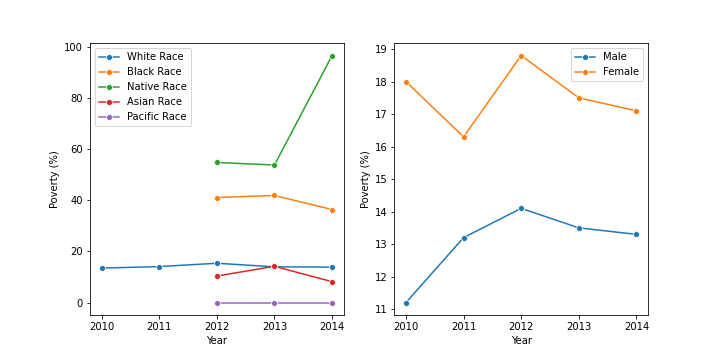 100
80
60
40
20
0
Poverty (%)
White Race
Black Race
Native Race
Asian Race
Pacific Race
2010 2011 2012 2013 2014
Year
19
18
17
16
15
14
13
12
11
Poverty (%)
Male
Female
2010 2011 2012 2013 2014
Year